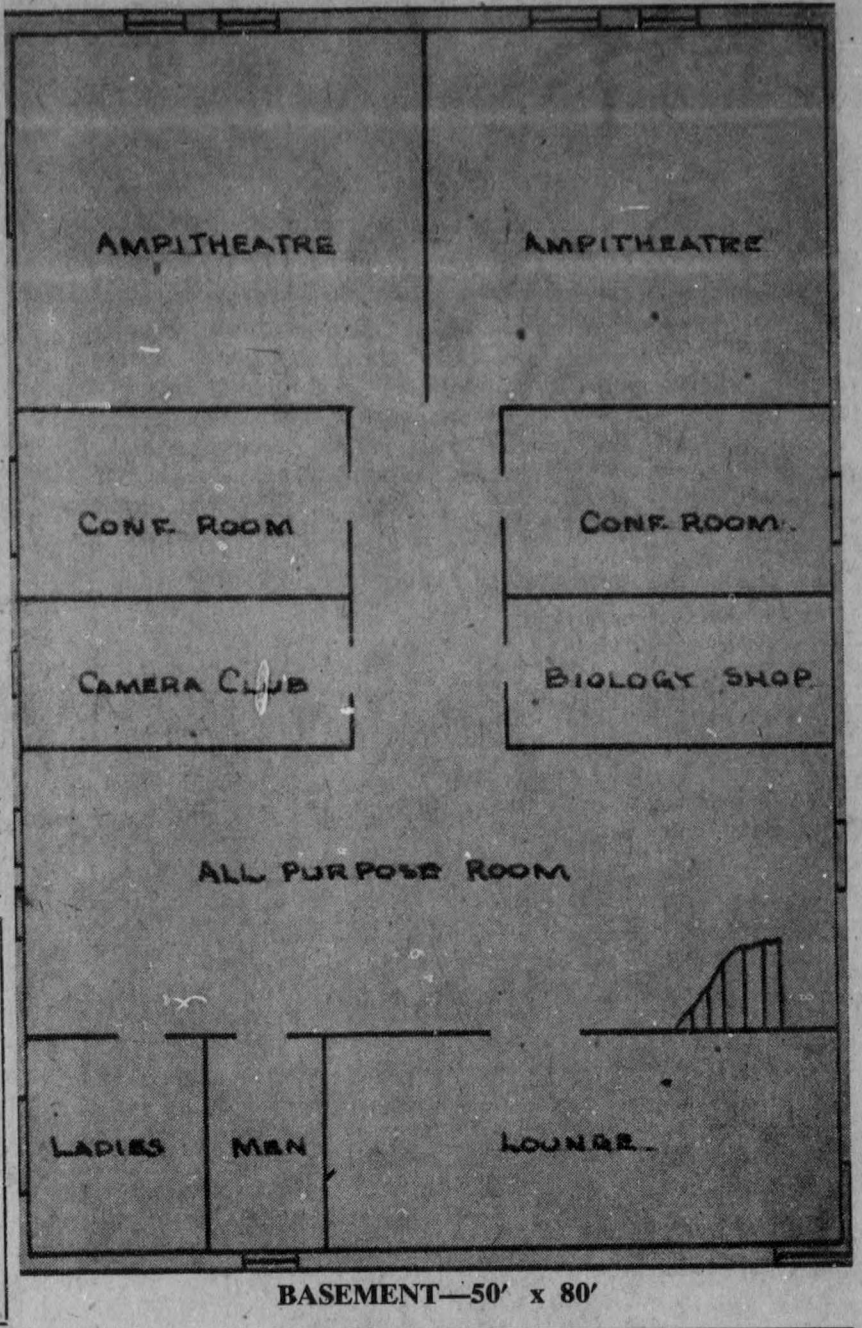 AMPITHEATRE AMPITHEATRE
CONF. ROOM CONF. ROOM.
CAMERA CLUB BIOLOGY SHOP
ALL PURPOSE ROOM
LADIES MEN LOUNGE
BASEMENT—50' x 80'